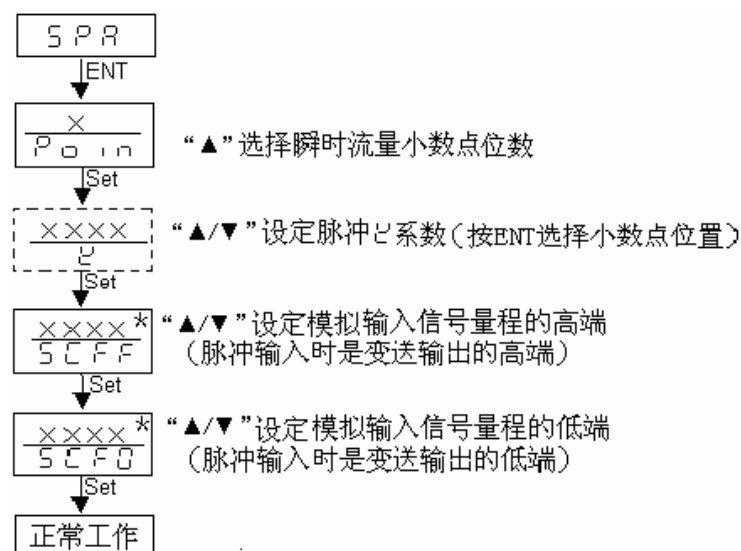 SPA
ENT
X
Poin
“▲”选择瞬时流量小数点位数
Set
XXXX
“▲/▼”设定脉冲と系数(按ENT选择小数点位置)
と
Set
XXXX*
“▲/▼”设定模拟输入信号量程的高端
SCFF
(脉冲输入时是变送输出的高端)
Set
XXXX*
“▲/▼”设定模拟输入信号量程的低端
SCF0
(脉冲输入时是变送输出的低端)
Set
正常工作